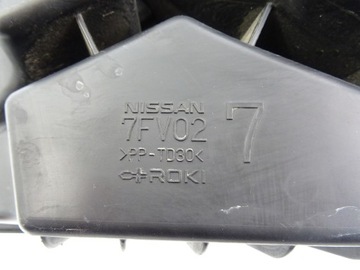 NISSAN
7FV02
7
>PP-TD30<
ROKI